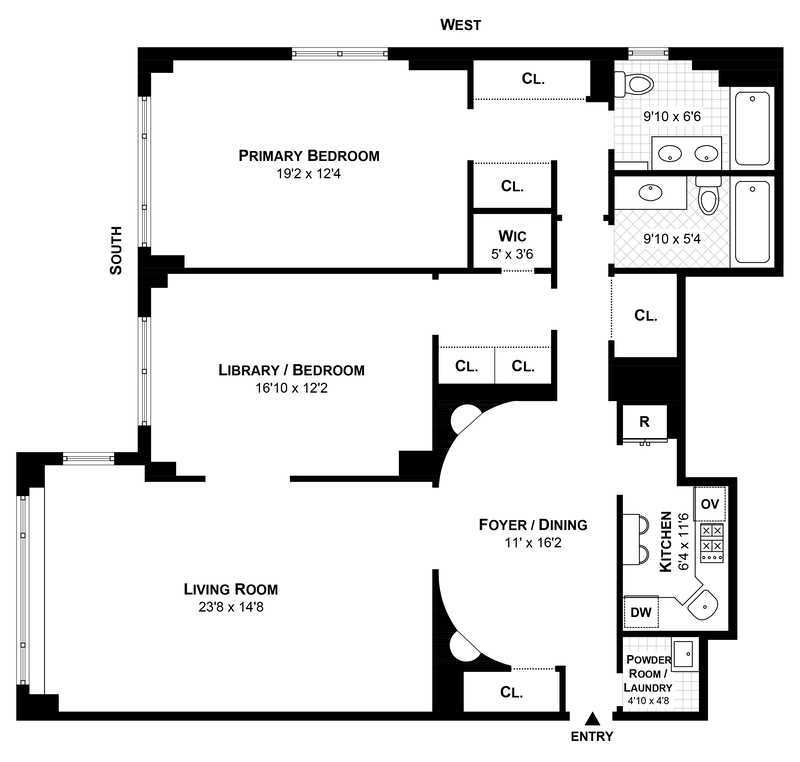 WEST
CL.
9'10 x 6'6
PRIMARY BEDROOM
19'2 x 12'4
CL.
SOUTH
WIC
5' x 3'6
9'10 x 5'4
CL.
LIBRARY / BEDROOM
16'10 x 12'2
CL.
CL.
R
OV
FOYER / DINING
11' x 16'2
KITCHEN
6'4 x 11'6
LIVING ROOM
23'8 x 14'8
DW
POWDER
ROOM /
LAUNDRY
4'10 x 4'8
CL.
ENTRY